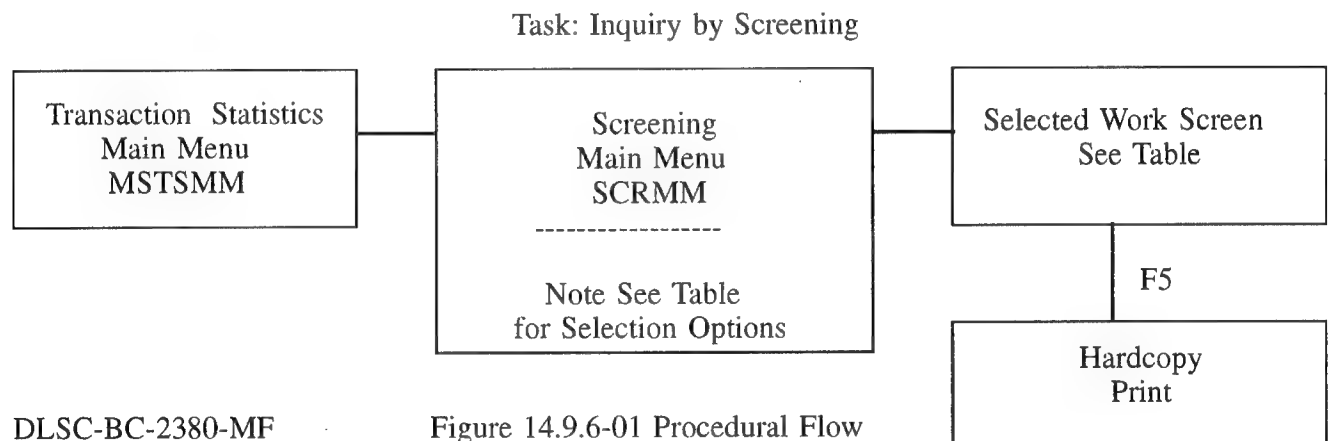 Task: Inquiry by Screening
Transaction Statistics
Main Menu
MSTSMM
Screening
Main Menu
SCRMM
------------------
Note See Table
for Selection Options
Selected Work Screen
See Table
F5
Hardcopy
Print
DLSC-BC-2380-MF
Figure 14.9.6-01 Procedural Flow